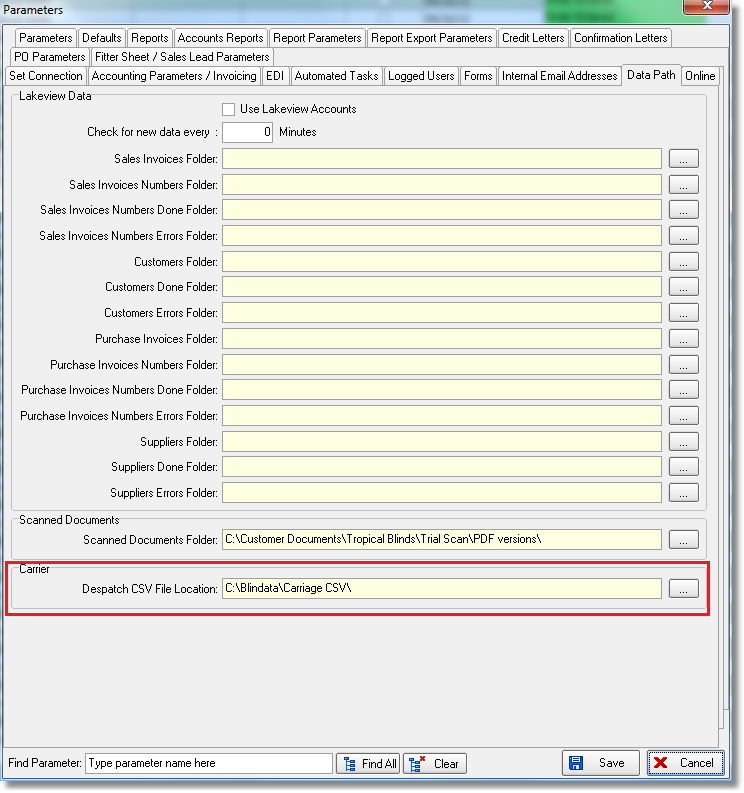 Parameters
Parameters Defaults Reports Accounts Reports Report Parameters Report Export Parameters Credit Letters Confirmation Letters
PO Parameters Fitter Sheet / Sales Lead Parameters
Set Connection Accounting Parameters / Invoicing EDI Automated Tasks Logged Users Forms Internal Email Addresses Data Path Online
Lakeview Data
Use Lakeview Accounts
Check for new data every : 0 Minutes
Sales Invoices Folder: ...
Sales Invoices Numbers Folder: ...
Sales Invoices Numbers Done Folder: ...
Sales Invoices Numbers Errors Folder: ...
Customers Folder: ...
Customers Done Folder: ...
Customers Errors Folder: ...
Purchase Invoices Folder: ...
Purchase Invoices Numbers Folder: ...
Purchase Invoices Numbers Done Folder: ...
Purchase Invoices Numbers Errors Folder: ...
Suppliers Folder: ...
Suppliers Done Folder: ...
Suppliers Errors Folder: ...
Scanned Documents
Scanned Documents Folder: C:\Customer Documents\Tropical Blinds\Trial Scan\PDF versions\ ...
Carrier
Despatch CSV File Location: C:\Blindata\Carriage CSV\ ...
Find Parameter: Type parameter name here Find All Clear Save Cancel